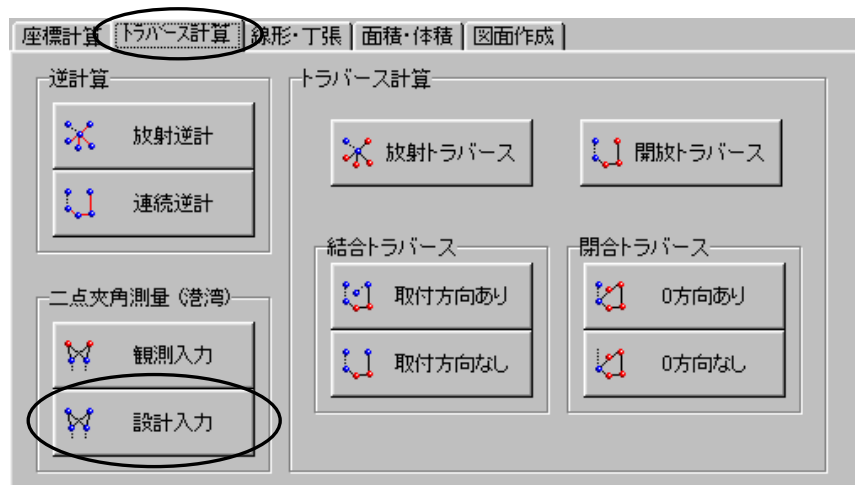 座標計算 トラバース計算 線形・丁張 面積・体積 図面作成
逆計算
放射逆計
連続逆計
二点夾角測量 (港湾)
観測入力
設計入力
トラバース計算
放射トラバース 開放トラバース
結合トラバース
取付方向あり
取付方向なし
閉合トラバース
0方向あり
0方向なし